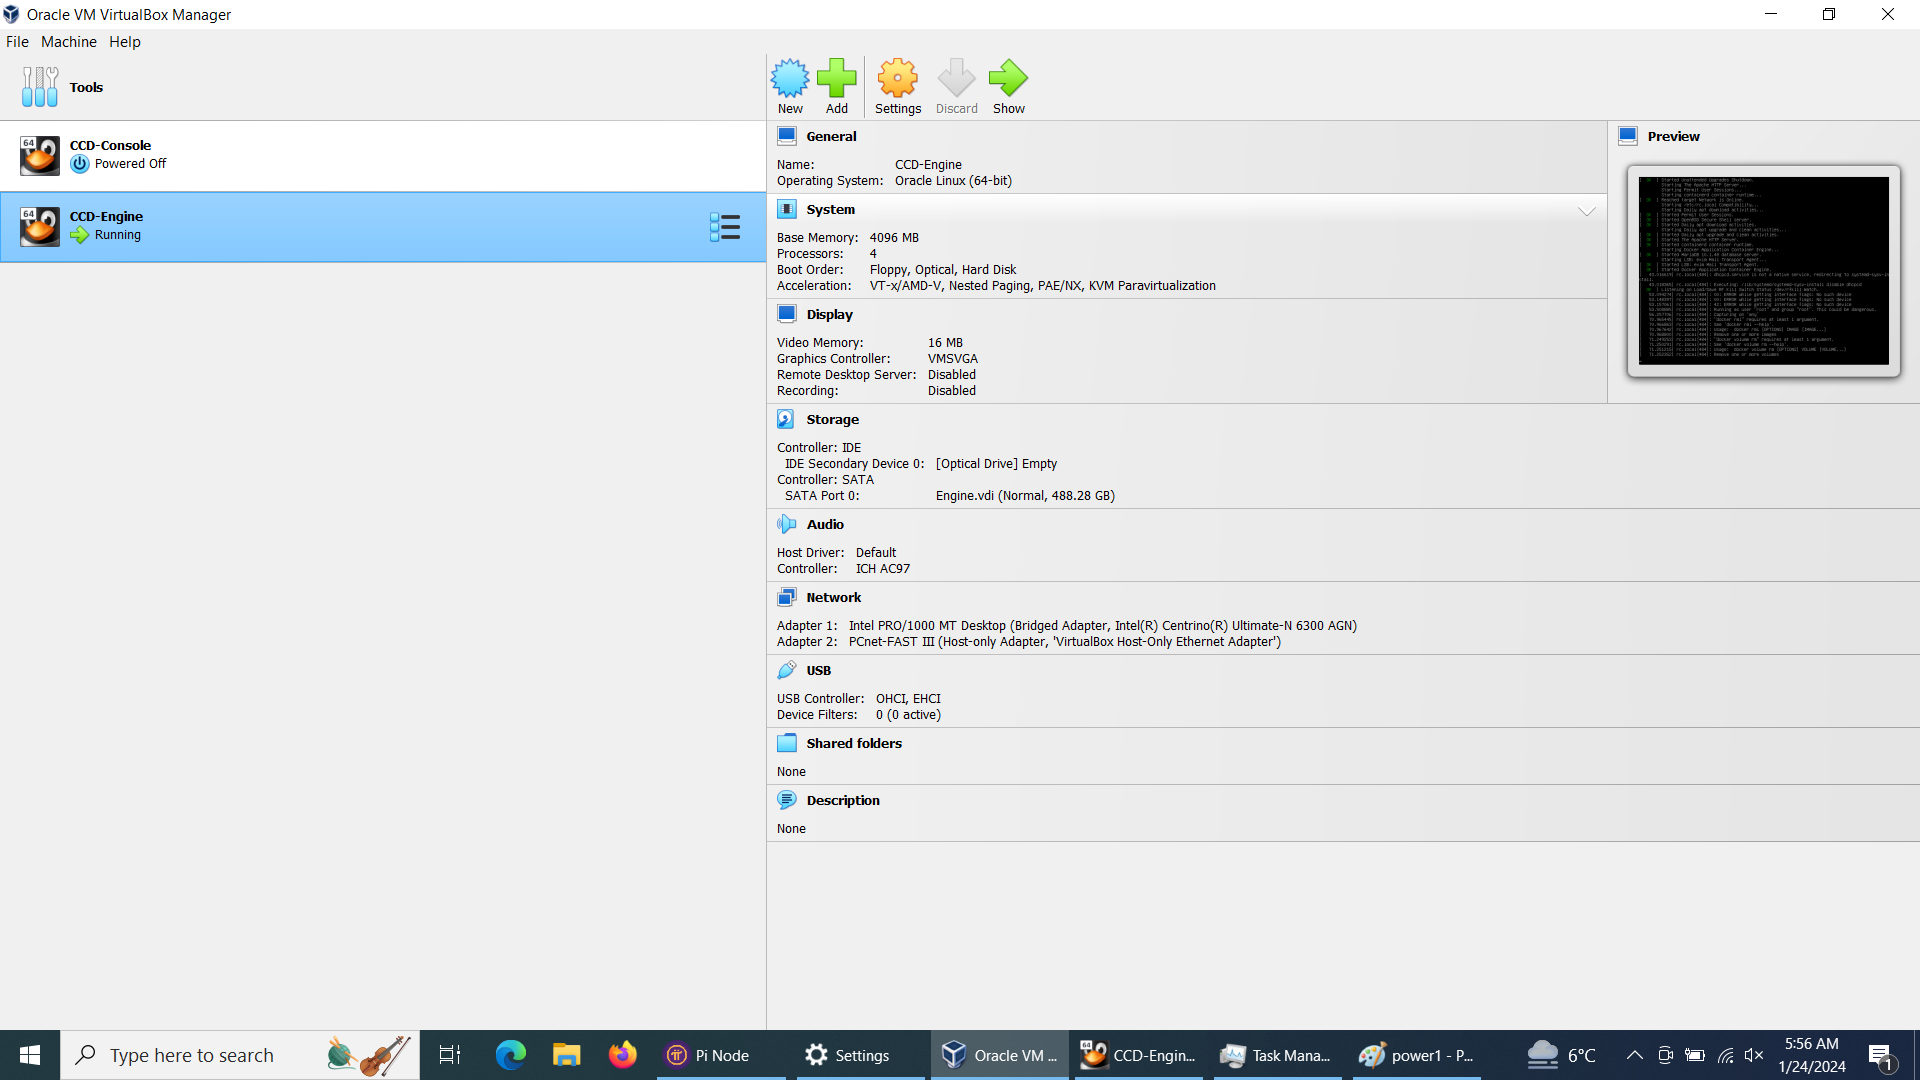 Oracle VM VirtualBox Manager
File Machine Help
Tools
New Add Settings Discard Show
64 CCD-Console
Powered Off
64 CCD-Engine
Running
General
Name: CCD-Engine
Operating System: Oracle Linux (64-bit)
System
Base Memory: 4096 MB
Processors: 4
Boot Order: Floppy, Optical, Hard Disk
Acceleration: VT-x/AMD-V, Nested Paging, PAE/NX, KVM Paravirtualization
Display
Video Memory: 16 MB
Graphics Controller: VMSVGA
Remote Desktop Server: Disabled
Recording: Disabled
Preview
Storage
Controller: IDE
IDE Secondary Device 0: [Optical Drive] Empty
Controller: SATA
SATA Port 0: Engine.vdi (Normal, 488.28 GB)
Audio
Host Driver: Default
Controller: ICH AC97
Network
Adapter 1: Intel PRO/1000 MT Desktop (Bridged Adapter, Intel(R) Centrino(R) Ultimate-N 6300 AGN)
Adapter 2: PCnet-FAST III (Host-only Adapter, 'VirtualBox Host-Only Ethernet Adapter')
USB
USB Controller: OHCI, EHCI
Device Filters: 0 (0 active)
Shared folders
None
Description
None
Type here to search
Pi Node
Settings
Oracle VM ...
64 CCD-Engin...
Task Mana...
power1 - P...
6°C
5:56 AM
1/24/2024
1